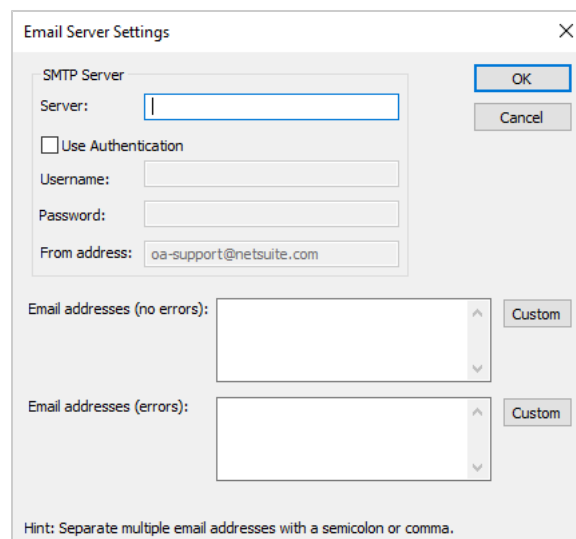 Email Server Settings
SMTP Server
OK
Server:
Cancel
Use Authentication
Username:
Password:
From address: oa-support@netsuite.com
Email addresses (no errors):
Custom
Email addresses (errors):
Custom
Hint: Separate multiple email addresses with a semicolon or comma.